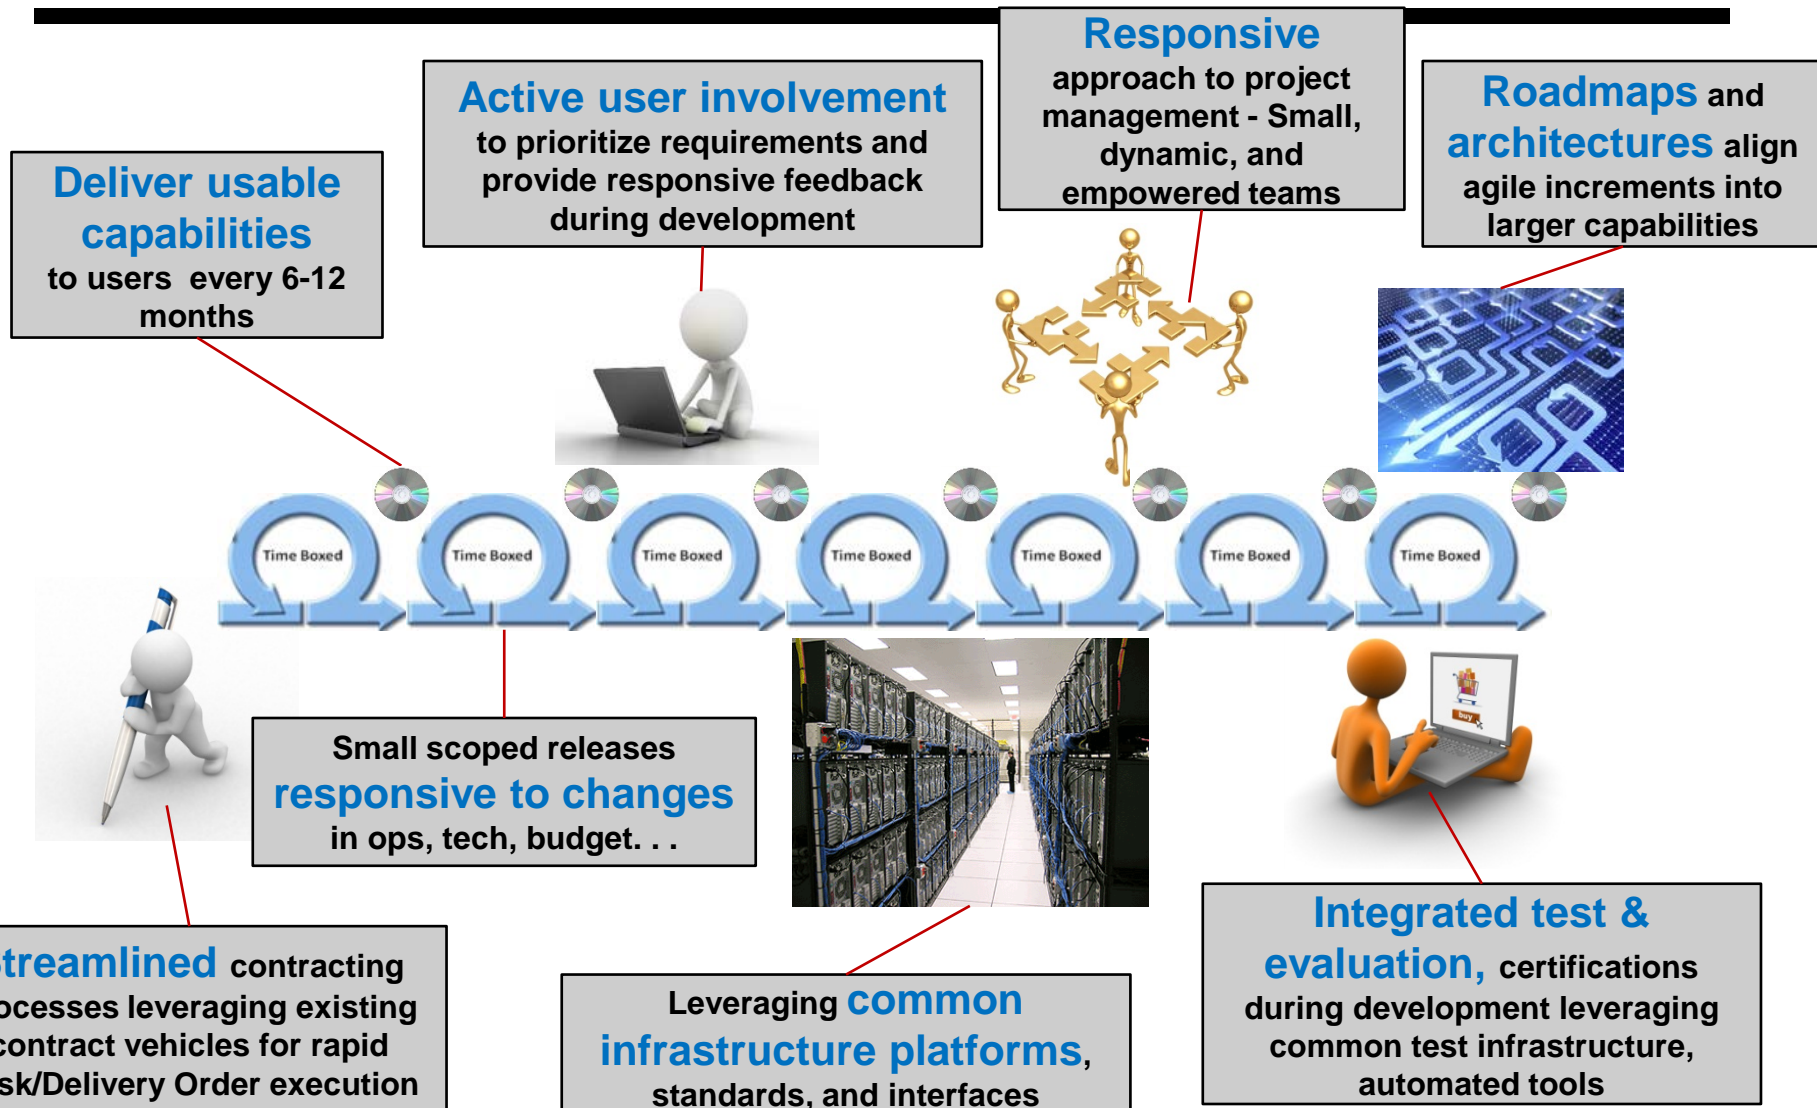 Responsive
approach to project
management - Small,
dynamic, and
empowered teams
Active user involvement
to prioritize requirements and
provide responsive feedback
during development
Roadmaps and
architectures align
agile increments into
larger capabilities
Deliver usable
capabilities
to users every 6-12
months
Time Boxed
Time Boxed
Time Boxed
Time Boxed
Time Boxed
Time Boxed
Time Boxed
buy
Small scoped releases
responsive to changes
in ops, tech, budget. . .
treamlined contracting
ocesses leveraging existing
contract vehicles for rapid
sk/Delivery Order execution
Leveraging common
infrastructure platforms,
standards, and interfaces
Integrated test &
evaluation, certifications
during development leveraging
common test infrastructure,
automated tools